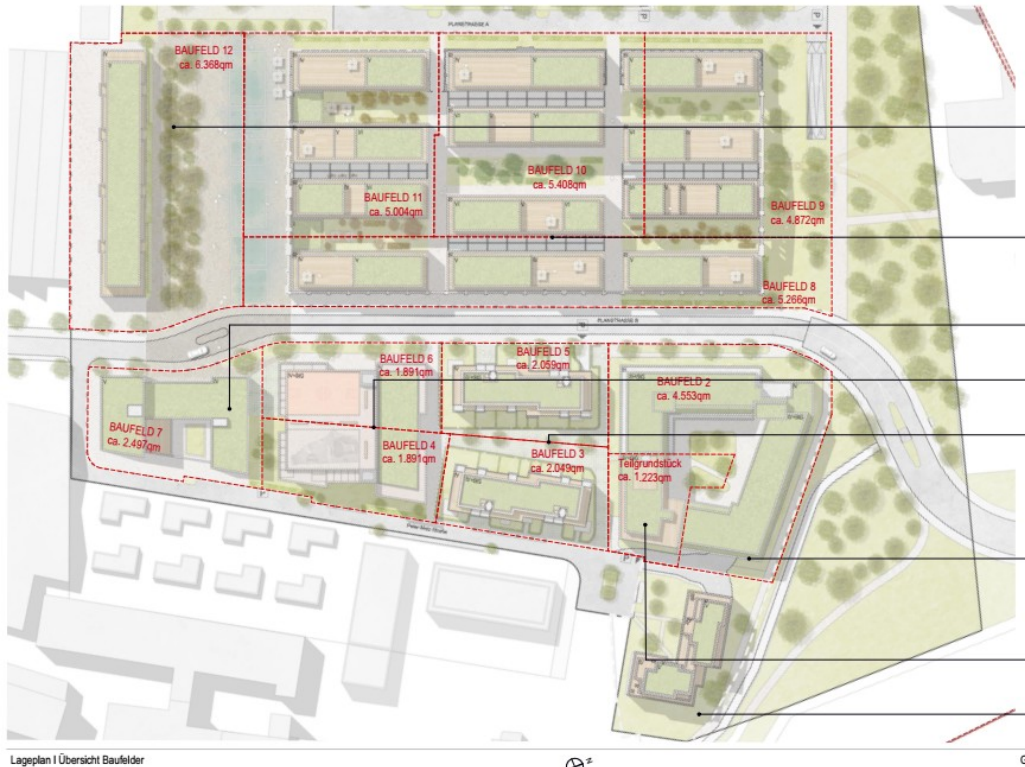 PLANSTRASSE A
BAUFELD 12
ca. 6.368qm
BAUFELD 10
ca. 5.408qm
BAUFELD 11
ca. 5.004qm
BAUFELD 9
ca. 4.872qm
BAUFELD 8
ca. 5.266qm
PLANSTRASSE B
BAUFELD 6
ca. 1.891qm
BAUFELD 5
ca. 2.059qm
BAUFELD 2
ca. 4.553qm
BAUFELD 7
ca. 2.497qm
BAUFELD 4
ca. 1.891qm
BAUFELD 3
ca. 2.049qm
Teilgrundstück
ca. 1.223qm
Lageplan I Übersicht Baufelder